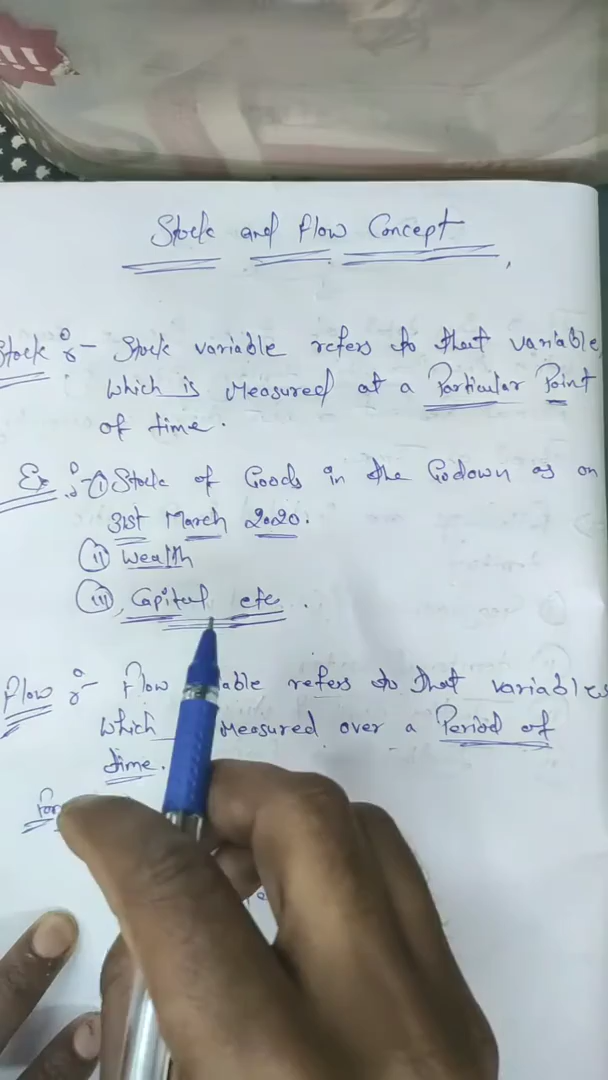 !!!
Stock and flow Concept
Stock :- Stock variable refers to that variable
which is measured at a Particular Point
of time.
Ex :- (i) Stock of Goods in the Godown as on
31st March 2020.
(ii) Wealth
(iii) Capital etc.
Flow :- Flow able refers to that variables
which measured over a Period of
time.
For